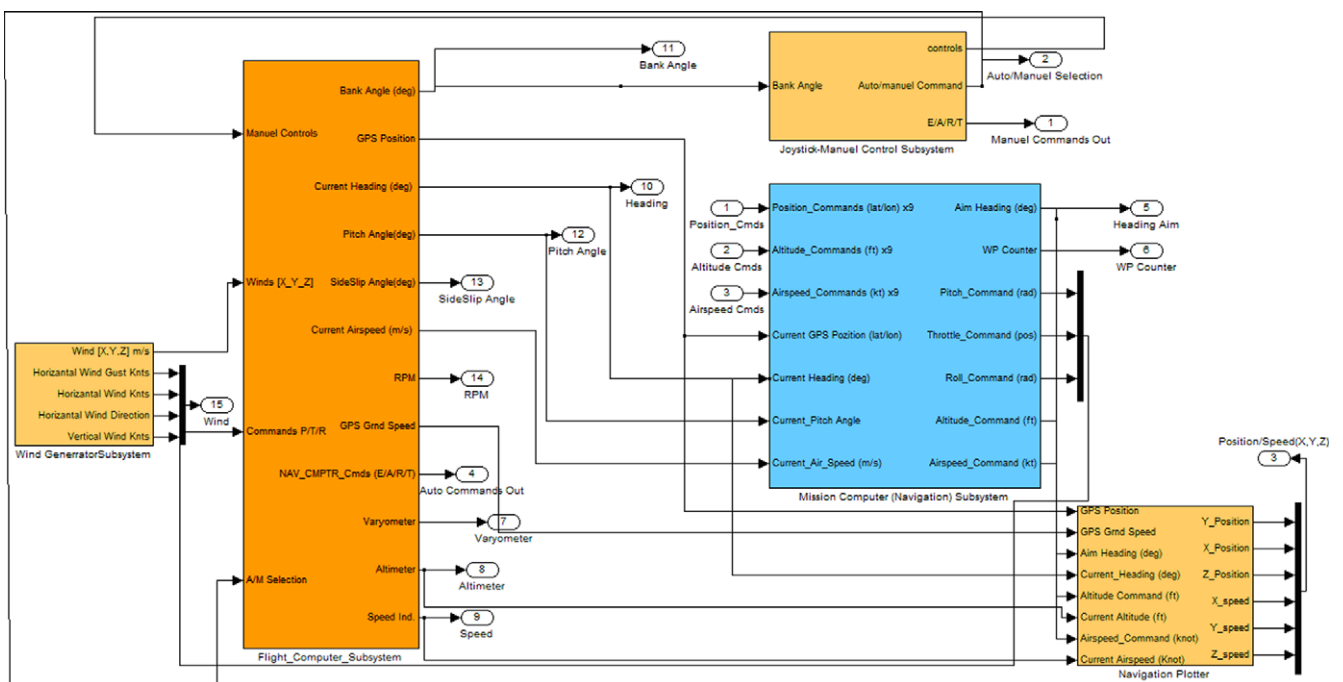 11
Bank Angle
controls
2
Auto/Manuel Selection
Bank Angle
Auto/manuel Command
E/A/R/T
1
Manuel Commands Out
Joystick-Manuel Control Subsystem
Bank Angle (deg)
Manuel Controls
GPS Position
Current Heading (deg)
10
Heading
Pitch Angle(deg)
12
Pitch Angle
Winds [X_Y_Z]
SideSlip Angle(deg)
13
SideSlip Angle
Current Airspeed (m/s)
RPM
14
RPM
Commands P/T/R
GPS Grnd Speed
NAV_CMPTR_Cmds (E/A/R/T)
4
Auto Commands Out
Varyometer
7
Varyometer
A/M Selection
Altimeter
8
Altimeter
Speed Ind.
9
Speed
Flight_Computer_Subsystem
Wind [X,Y,Z] m/s
Horizantal Wind Gust Knts
Horizantal Wind Knts
Horizantal Wind Direction
Vertical Wind Knts
Wind GenerratorSubsystem
15
Wind
1
Position_Cmds
2
Altitude Cmds
3
Airspeed Cmds
Position_Commands (lat/lon) x9
Altitude_Commands (ft) x9
Airspeed_Commands (kt) x9
Current GPS Pozition (lat/lon)
Current Heading (deg)
Current_Pitch Angle
Current_Air_Speed (m/s)
Aim Heading (deg)
WP Counter
Pitch_Command (rad)
Throttle_Command (pos)
Roll_Command (rad)
Altitude_Command (ft)
Airspeed_Command (kt)
Mission Computer (Navigation) Subsystem
5
Heading Aim
6
WP Counter
Position/Speed(X,Y,Z)
3
GPS Position
GPS Grnd Speed
Aim Heading (deg)
Current_Heading (deg)
Altitude Command (ft)
Current Altitude (ft)
Airspeed_Command (knot)
Current Airspeed (Knot)
Y_Position
X_Position
Z_Position
X_speed
Y_speed
Z_speed
Navigation Plotter